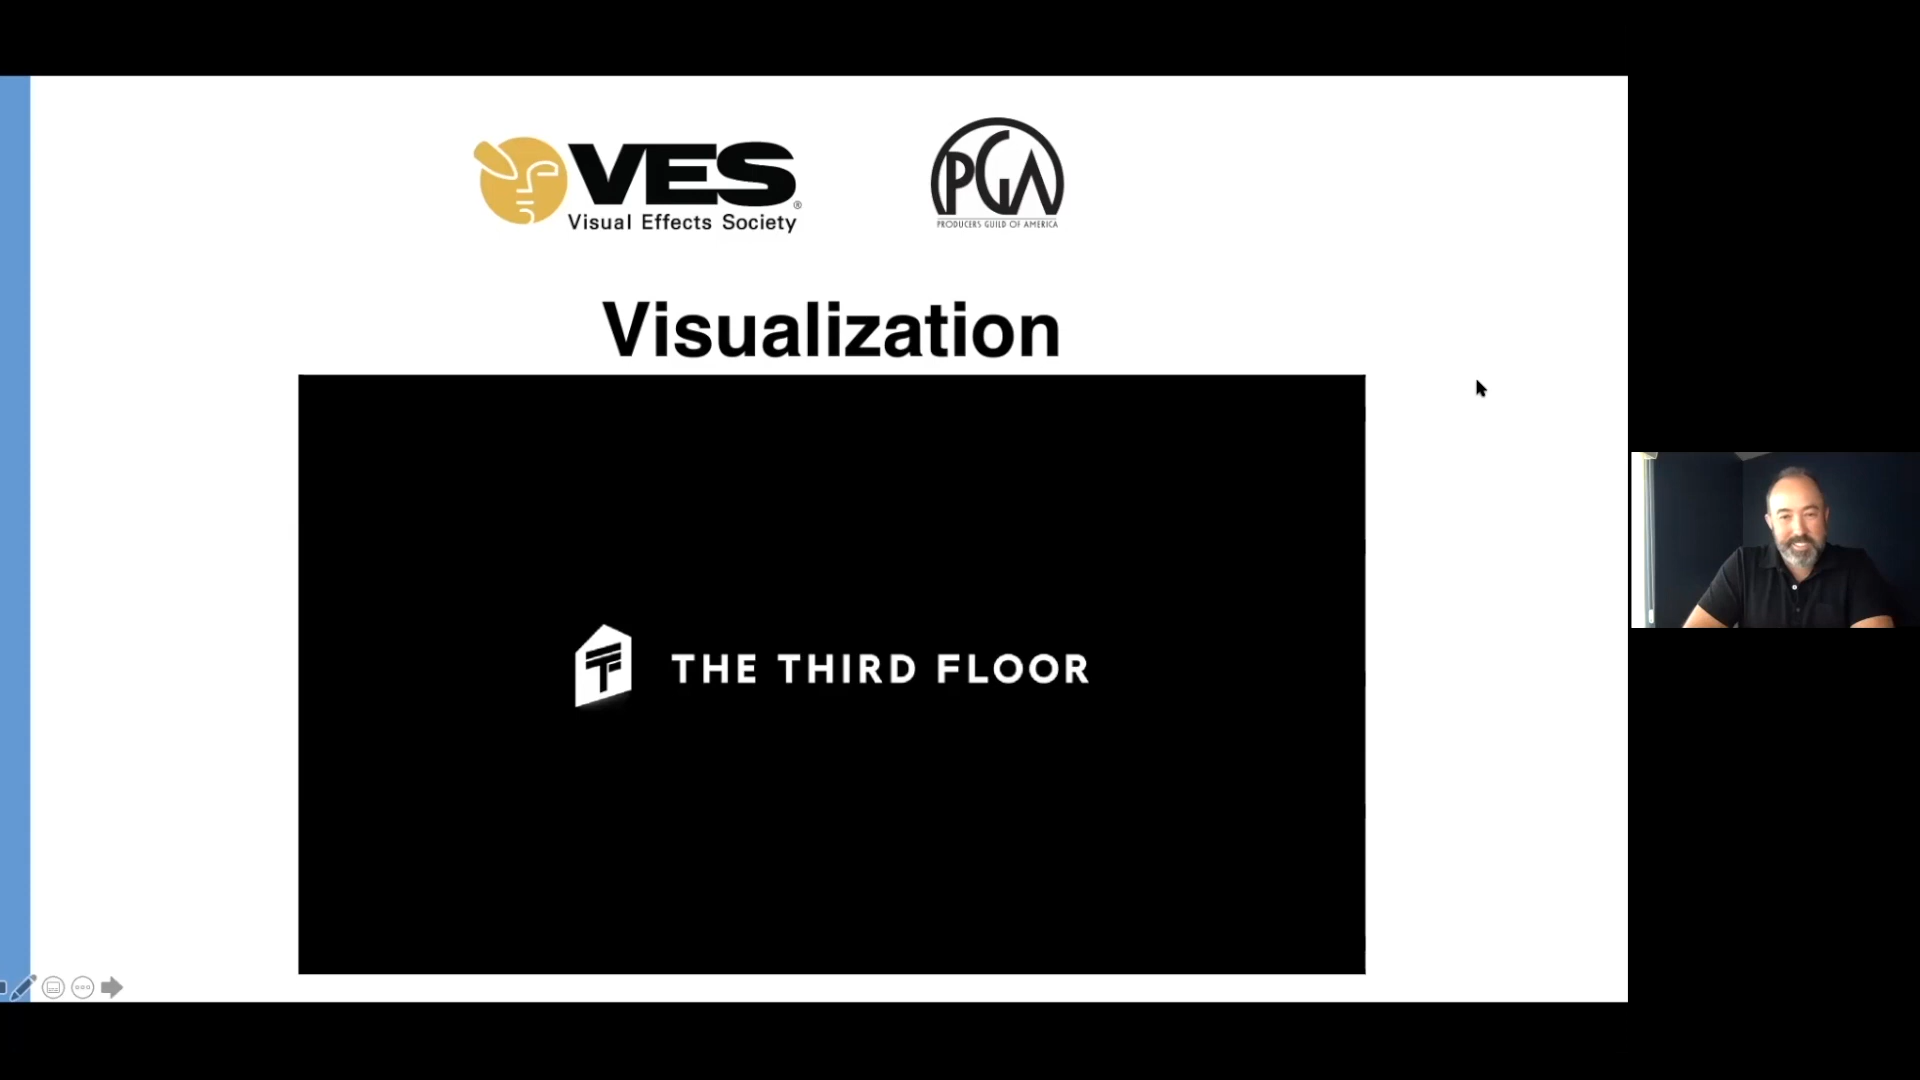 VES®
Visual Effects Society
PGA
PRODUCERS GUILD OF AMERICA
Visualization
THE THIRD FLOOR